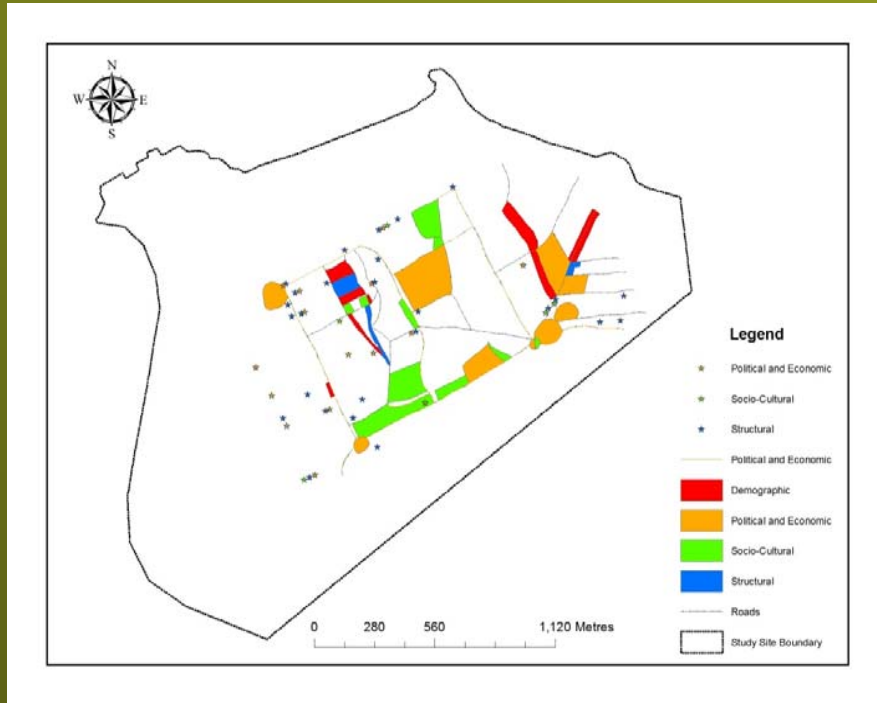 N
W E
S
Legend
Political and Economic
Socio-Cultural
Structural
Political and Economic
Demographic
Political and Economic
Socio-Cultural
Structural
Roads
Study Site Boundary
0 280 560 1,120 Metres